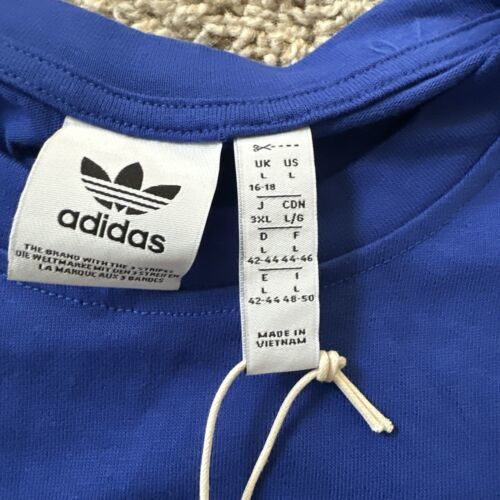 adidas
THE BRAND WITH THE 3 STRIPES
DIE WELTMARKE MIT DEN 3 STREIFEN
LA MARQUE AUX 3 BANDES
UK US
L L
16-18
J CDN
3XL L/G
D F
L L
42-44 44-46
E I
L L
42-44 48-50
MADE IN
VIETNAM